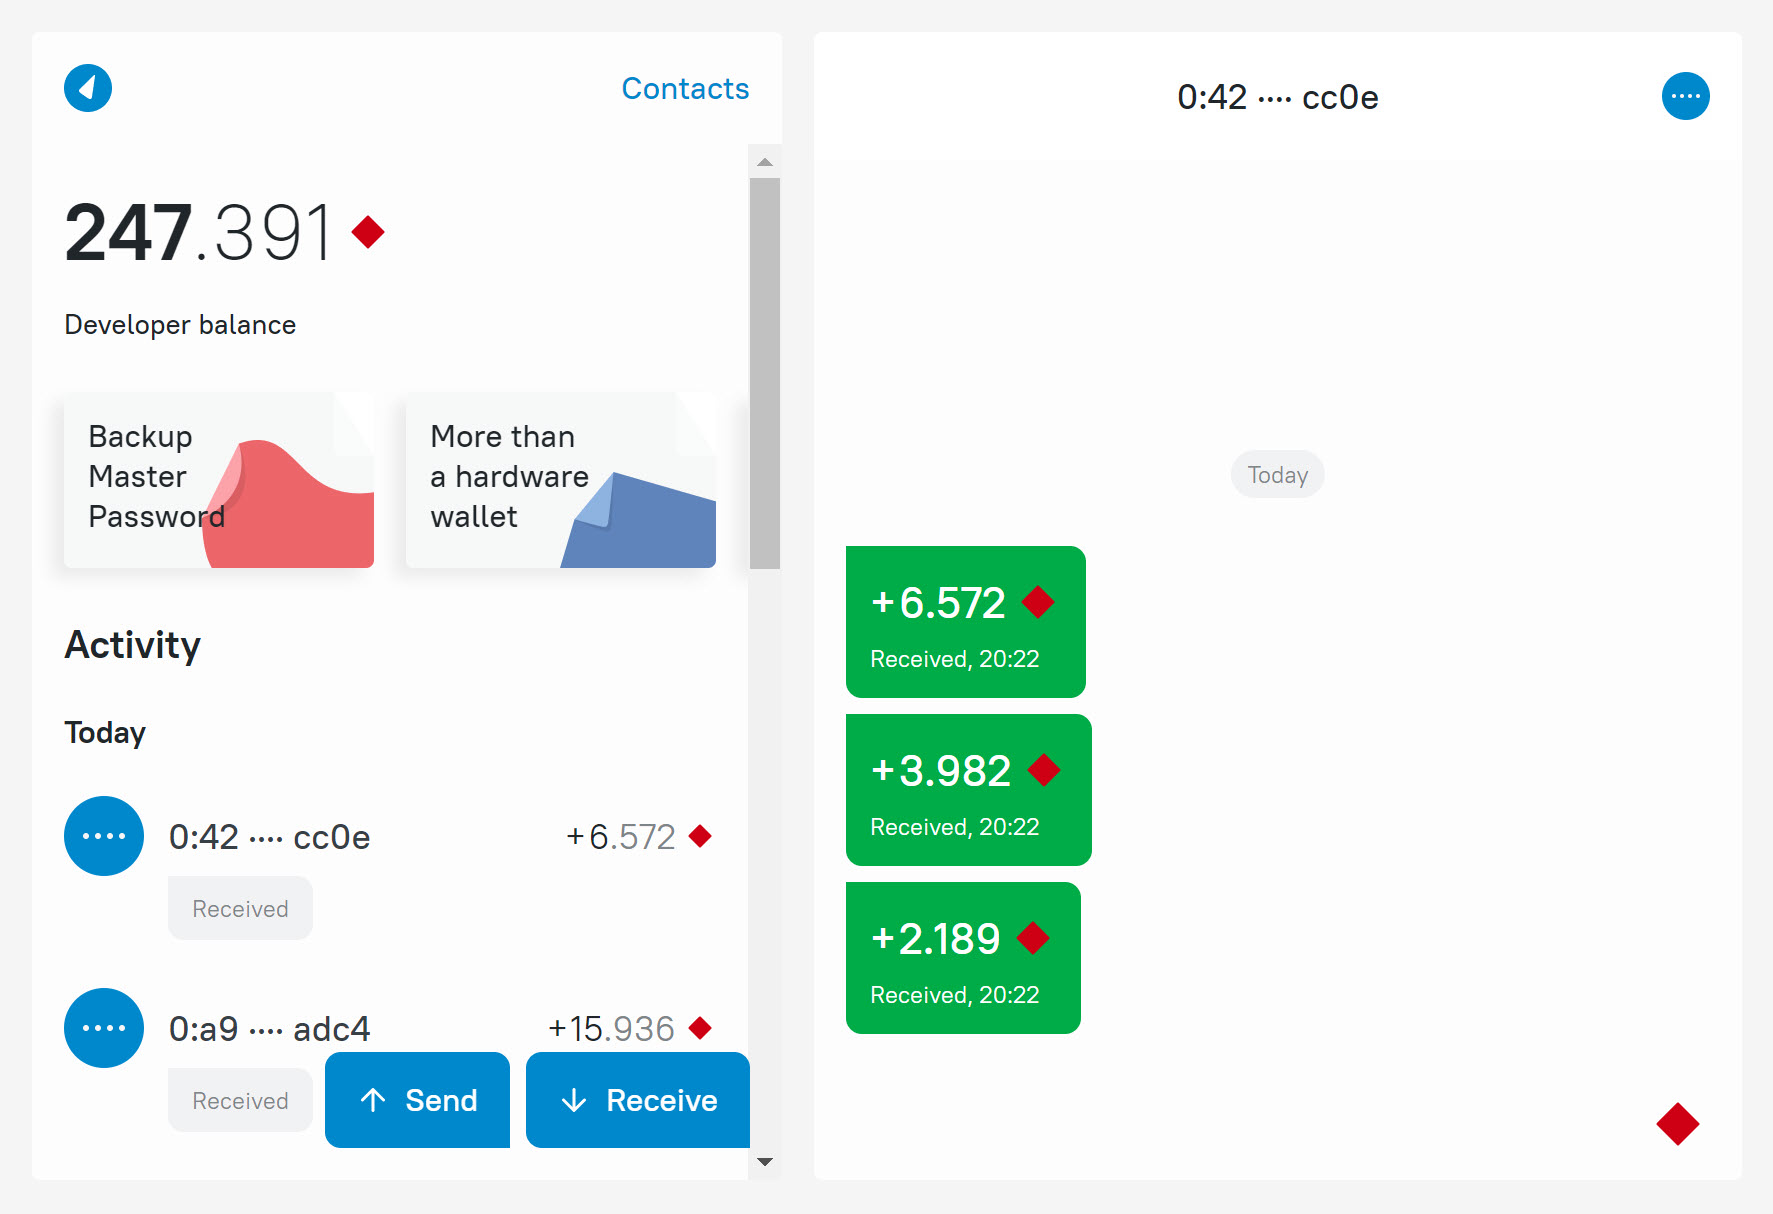 Contacts
247.391
Developer balance
Backup
Master
Password
More than
a hardware
wallet
Activity
Today
0:42 ···· cc0e
+6.572
Received
0:a9 ···· adc4
+15.936
Received
Send
Receive
0:42 ···· cc0e
Today
+6.572
Received, 20:22
+3.982
Received, 20:22
+2.189
Received, 20:22